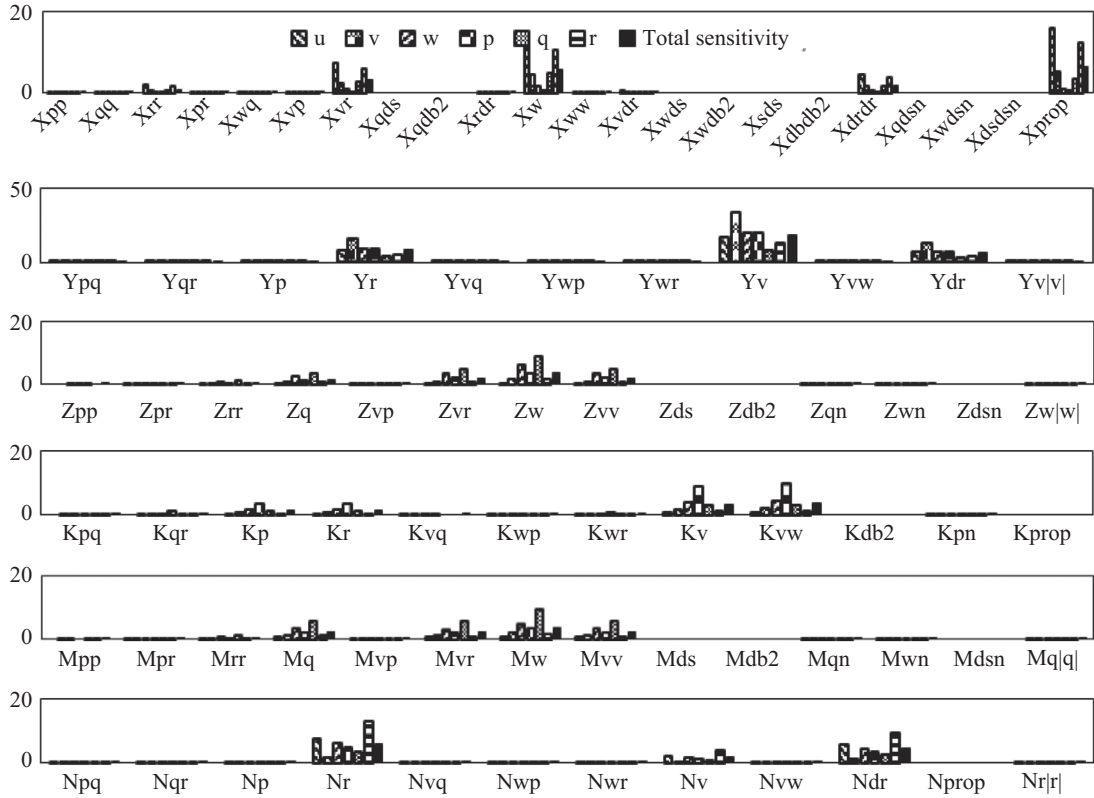 20
u v w p q r Total sensitivity
0
Xpp Xqq Xrr Xpr Xwq Xvp Xvr Xqds Xqdb2 Xrdr Xw Xww Xvdr Xwds Xwdb2 Xsds Xdbdb2 Xdrdr Xqdsn Xwdsn Xdsdsn Xprop
50
0
Ypq Yqr Yp Yr Yvq Ywp Ywr Yv Yvw Ydr Yv|v|
20
0
Zpp Zpr Zrr Zq Zvp Zvr Zw Zvv Zds Zdb2 Zqn Zwn Zdsn Zw|w|
20
0
Kpq Kqr Kp Kr Kvq Kwp Kwr Kv Kvw Kdb2 Kpn Kprop
20
0
Mpp Mpr Mrr Mq Mvp Mvr Mw Mvv Mds Mdb2 Mqn Mwn Mdsn Mq|q|
20
0
Npq Nqr Np Nr Nvq Nwp Nwr Nv Nvw Ndr Nprop Nr|r|